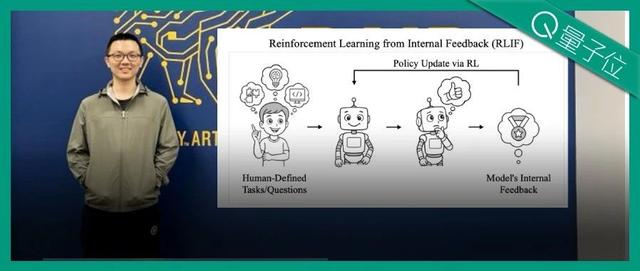 量子位
Reinforcement Learning from Internal Feedback (RLIF)
Policy Update via RL
Human-Defined
Tasks/Questions
Model's Internal
Feedback